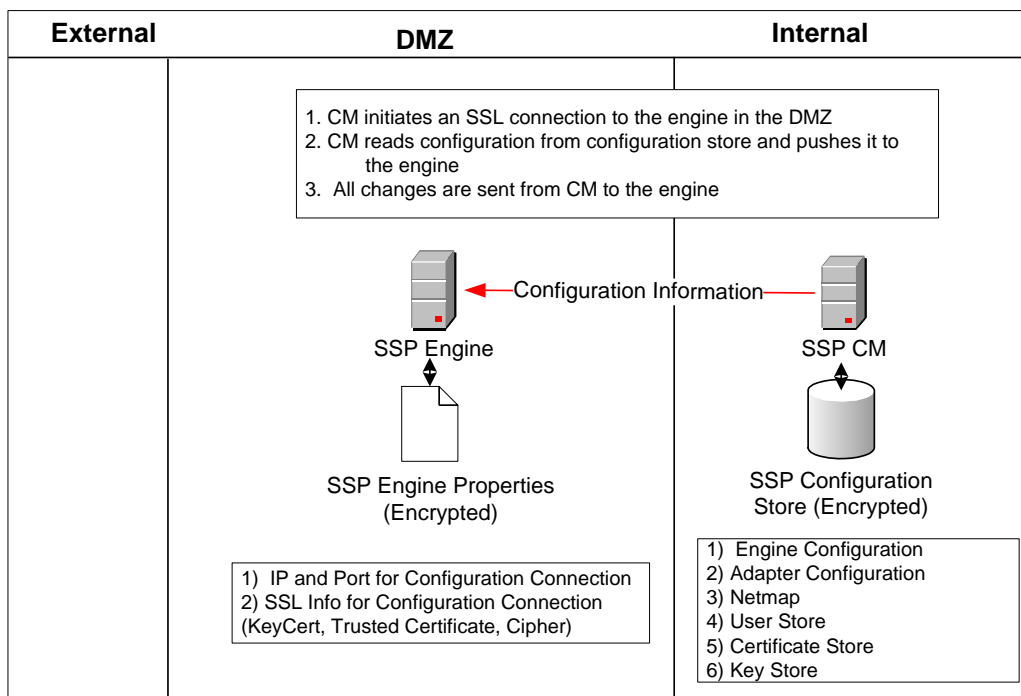 External
DMZ
Internal
1. CM initiates an SSL connection to the engine in the DMZ
2. CM reads configuration from configuration store and pushes it to
the engine
3. All changes are sent from CM to the engine
Configuration Information
SSP Engine
SSP CM
SSP Engine Properties
(Encrypted)
SSP Configuration
Store (Encrypted)
1) IP and Port for Configuration Connection
2) SSL Info for Configuration Connection
(KeyCert, Trusted Certificate, Cipher)
1) Engine Configuration
2) Adapter Configuration
3) Netmap
4) User Store
5) Certificate Store
6) Key Store